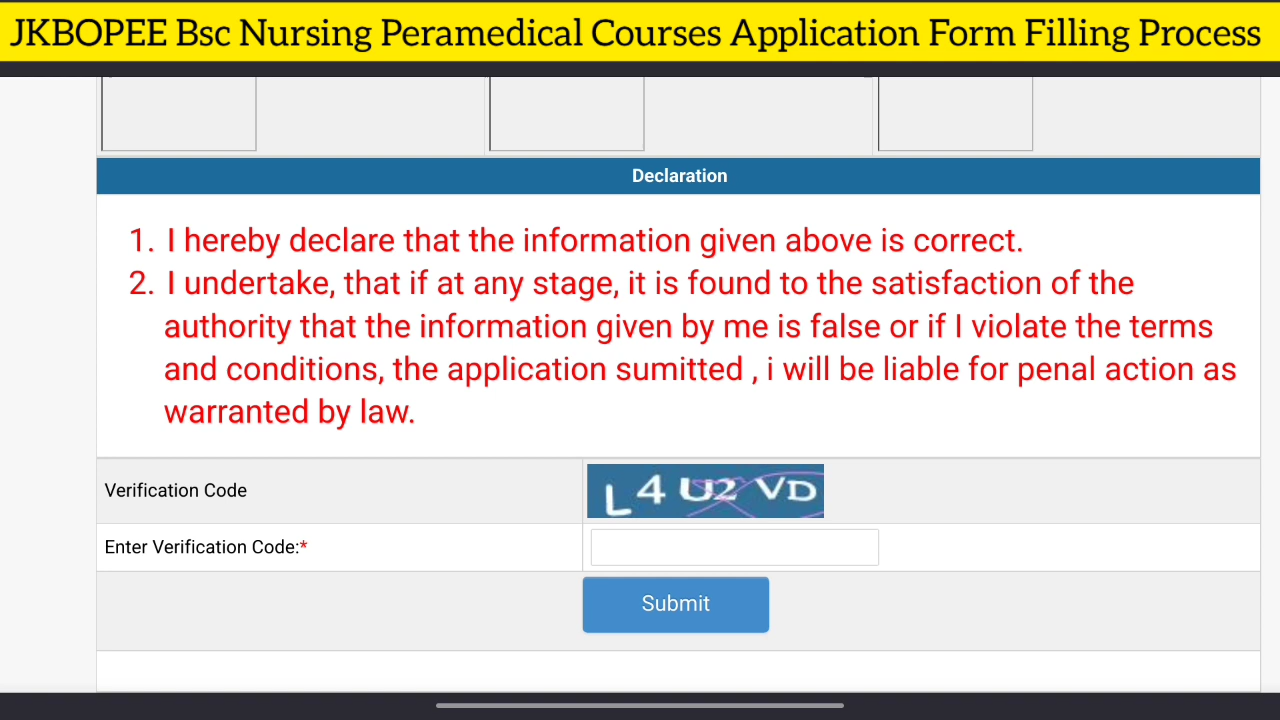 JKBOPEE Bsc Nursing Peramedical Courses Application Form Filling Process
Declaration
1. I hereby declare that the information given above is correct.
2. I undertake, that if at any stage, it is found to the satisfaction of the
authority that the information given by me is false or if I violate the terms
and conditions, the application sumitted , i will be liable for penal action as
warranted by law.
Verification Code
L4U2VD
Enter Verification Code:*
Submit